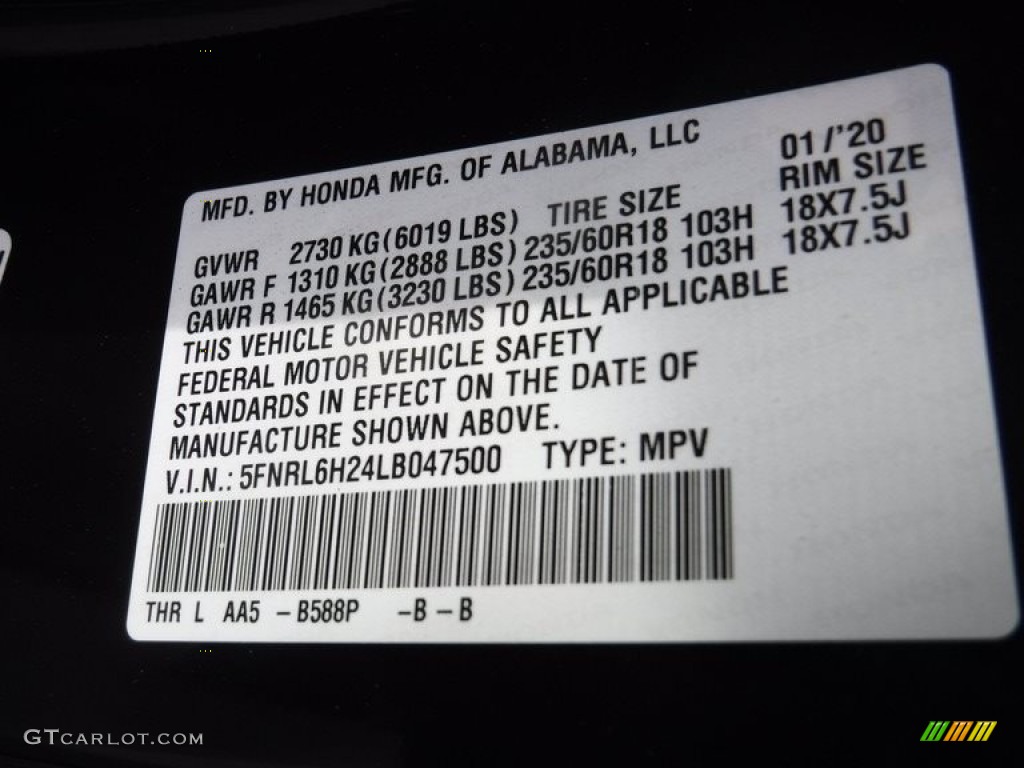 MFD. BY HONDA MFG. OF ALABAMA, LLC 01/'20
GVWR 2730 KG(6019 LBS) TIRE SIZE RIM SIZE
GAWR F 1310 KG(2888 LBS) 235/60R18 103H 18X7.5J
GAWR R 1465 KG(3230 LBS) 235/60R18 103H 18X7.5J
THIS VEHICLE CONFORMS TO ALL APPLICABLE
FEDERAL MOTOR VEHICLE SAFETY
STANDARDS IN EFFECT ON THE DATE OF
MANUFACTURE SHOWN ABOVE.
V.I.N.: 5FNRL6H24LB047500 TYPE: MPV
THR L AA5 -B588P -B-B
GTCARLOT.COM